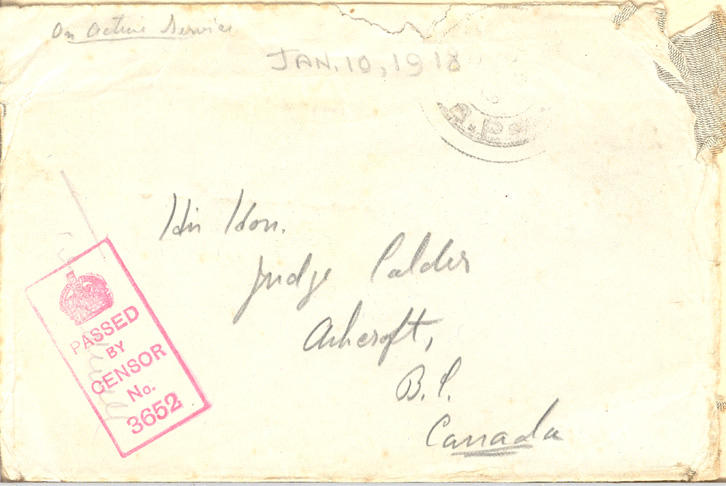 On Active Service
JAN. 10, 1918
A.P.
His Hon.
Judge Calder
Ashcroft,
B.C.
Canada
PASSED
BY
CENSOR
No.
3652